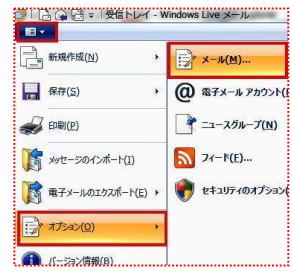 受信トレイ - Windows Live メール
新規作成(N)
保存(S)
印刷(P)
メッセージのインポート(I)
電子メールのエクスポート(E)
オプション(O)
バージョン情報(B)
メール(M)...
電子メール アカウント(
ニュースグループ(N)
フィード(F)...
セキュリティのオプション(